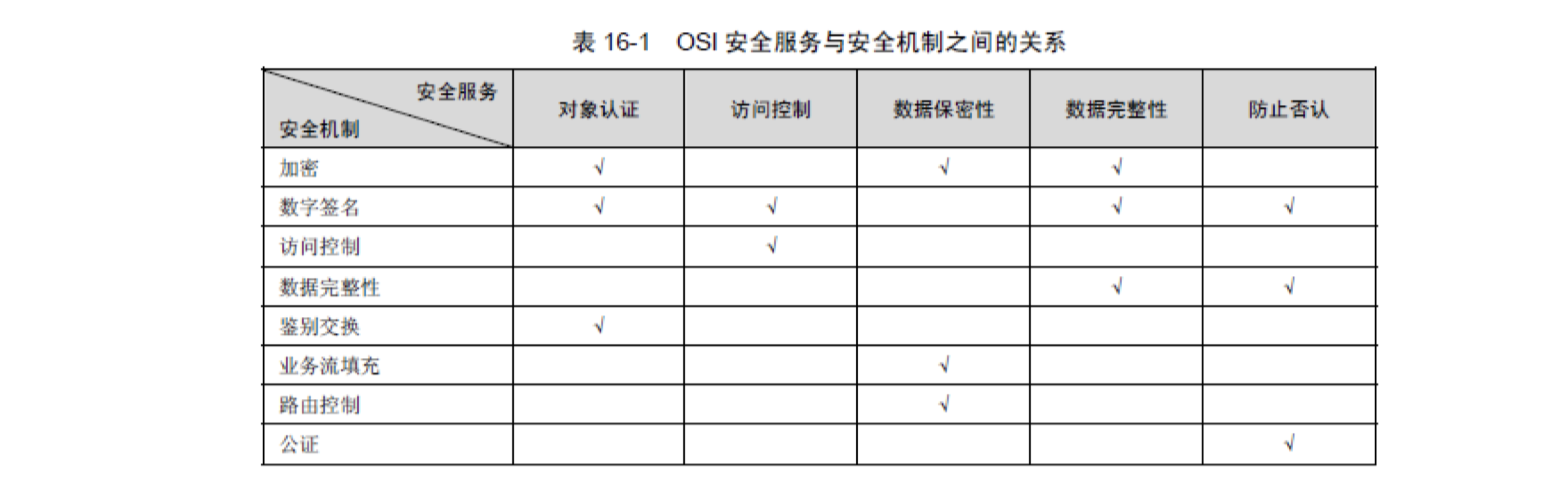 表 16-1 OSI 安全服务与安全机制之间的关系
安全服务
安全机制 对象认证 访问控制 数据保密性 数据完整性 防止否认
加密 √ √ √
数字签名 √ √ √ √
访问控制 √
数据完整性 √ √
鉴别交换 √
业务流填充 √
路由控制 √
公证 √